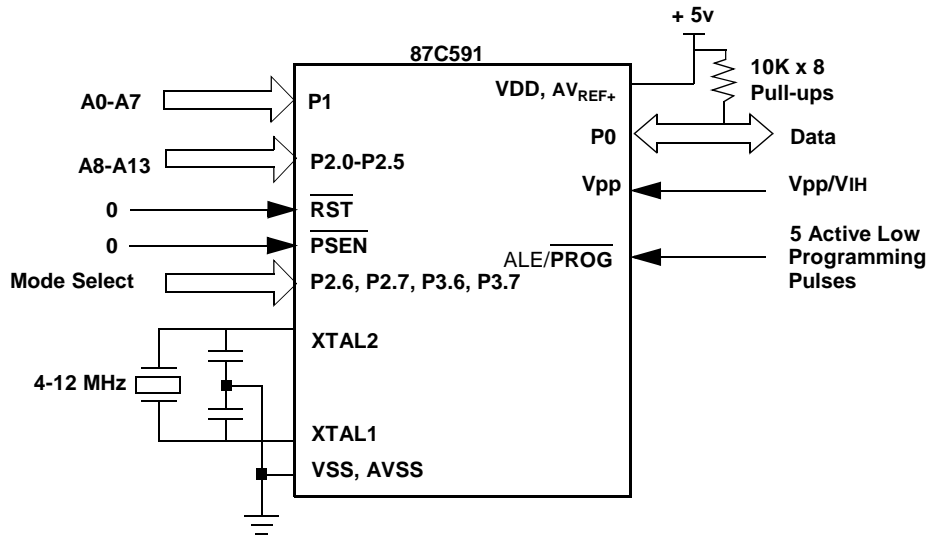 + 5v
87C591
10K x 8
Pull-ups
VDD, AVREF+
A0-A7
P1
P0
Data
A8-A13
P2.0-P2.5
Vpp
Vpp/VIH
0
RST
0
PSEN
ALE/PROG
5 Active Low
Programming
Pulses
Mode Select
P2.6, P2.7, P3.6, P3.7
XTAL2
4-12 MHz
XTAL1
VSS, AVSS